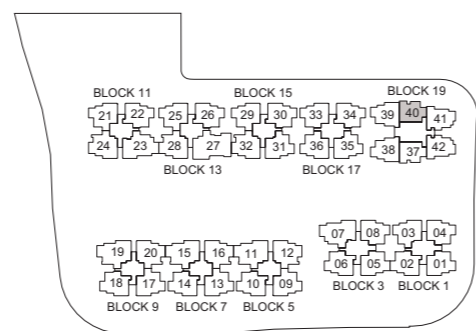 BLOCK 11 BLOCK 15 BLOCK 19
21 22 25 26 29 30 33 34 39 40 41
24 23 28 27 32 31 36 35 38 37 42
BLOCK 13 BLOCK 17
07 08 03 04
19 20 15 16 11 12
06 05 02 01
18 17 14 13 10 09
BLOCK 3 BLOCK 1
BLOCK 9 BLOCK 7 BLOCK 5